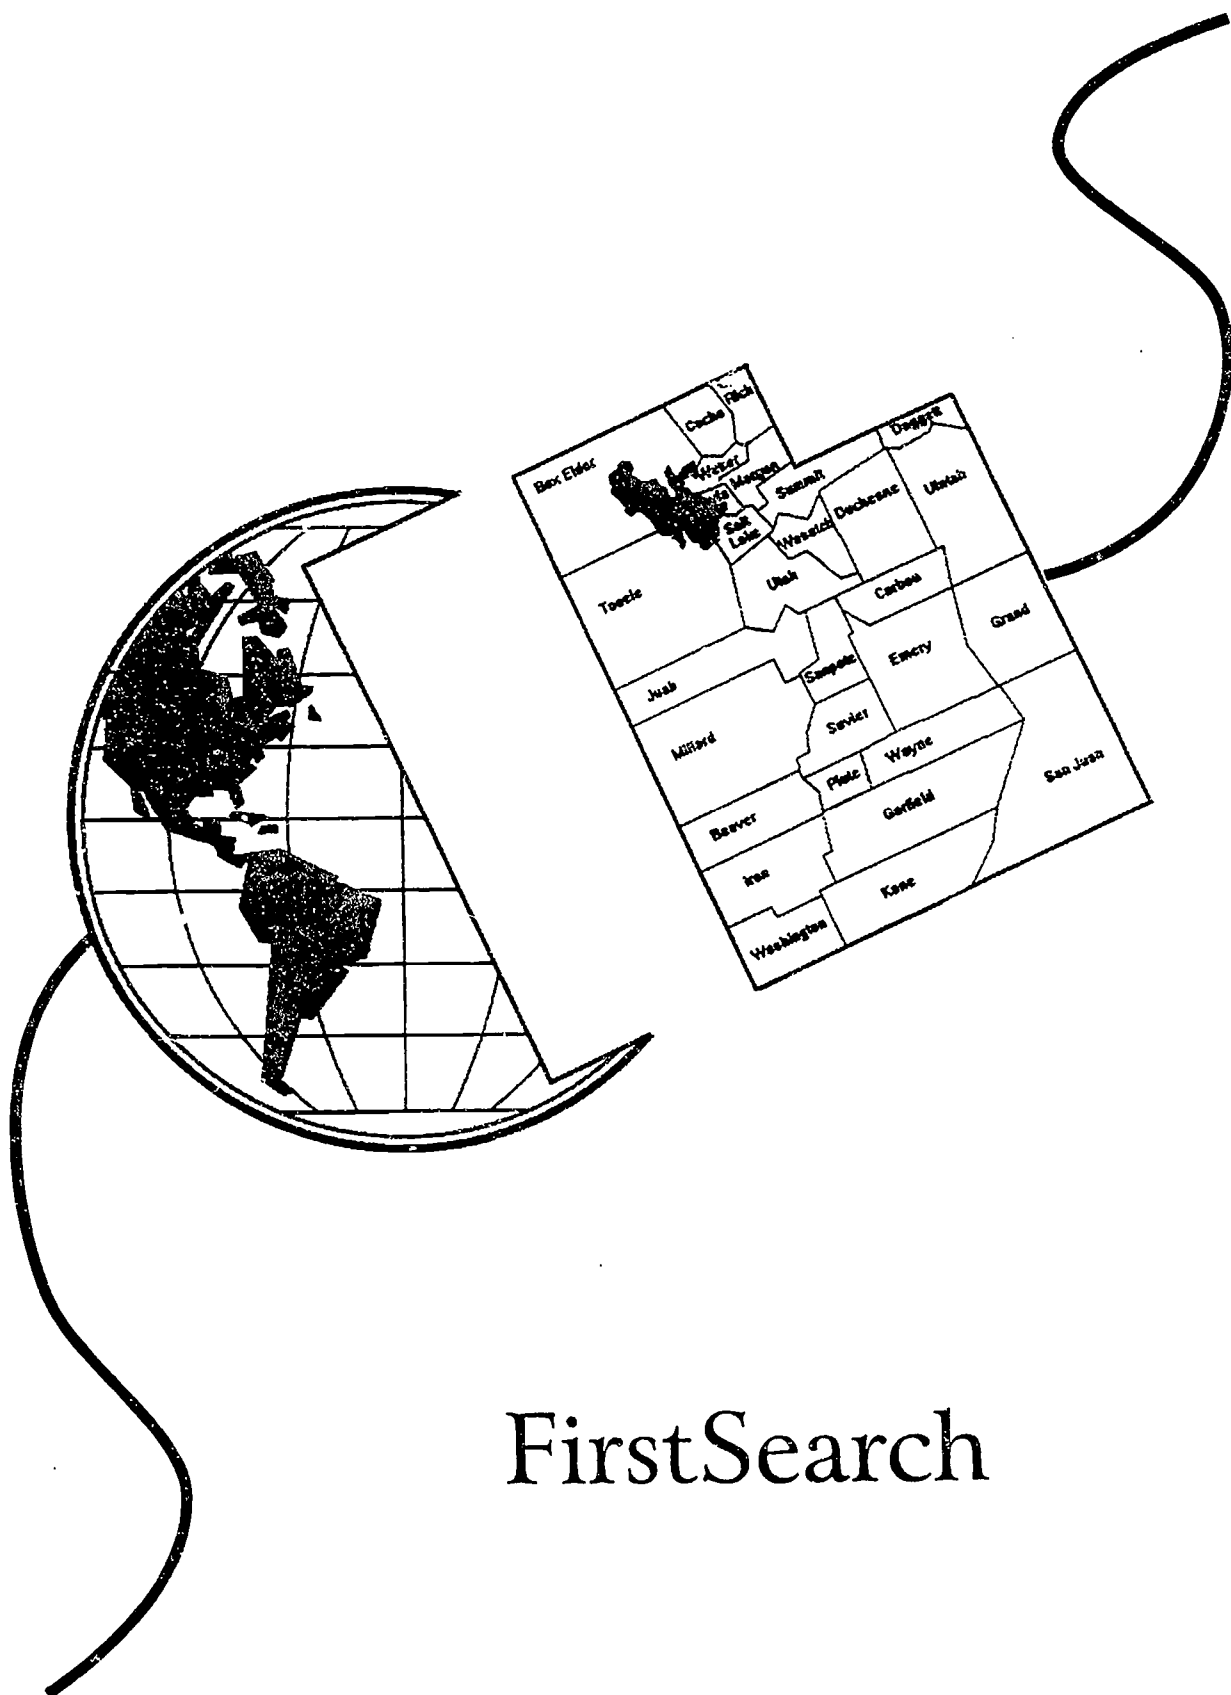 Rich
Cache
Box Elder
Daggett
Weber
Morgan
Summit
Uintah
Duchesne
Salt
Lake
Wasatch
Utah
Tooele
Carbon
Grand
Emery
Sanpete
Juab
Sevier
Millard
Wayne
San Juan
Piute
Garfield
Beaver
Iron
Kane
Washington
FirstSearch